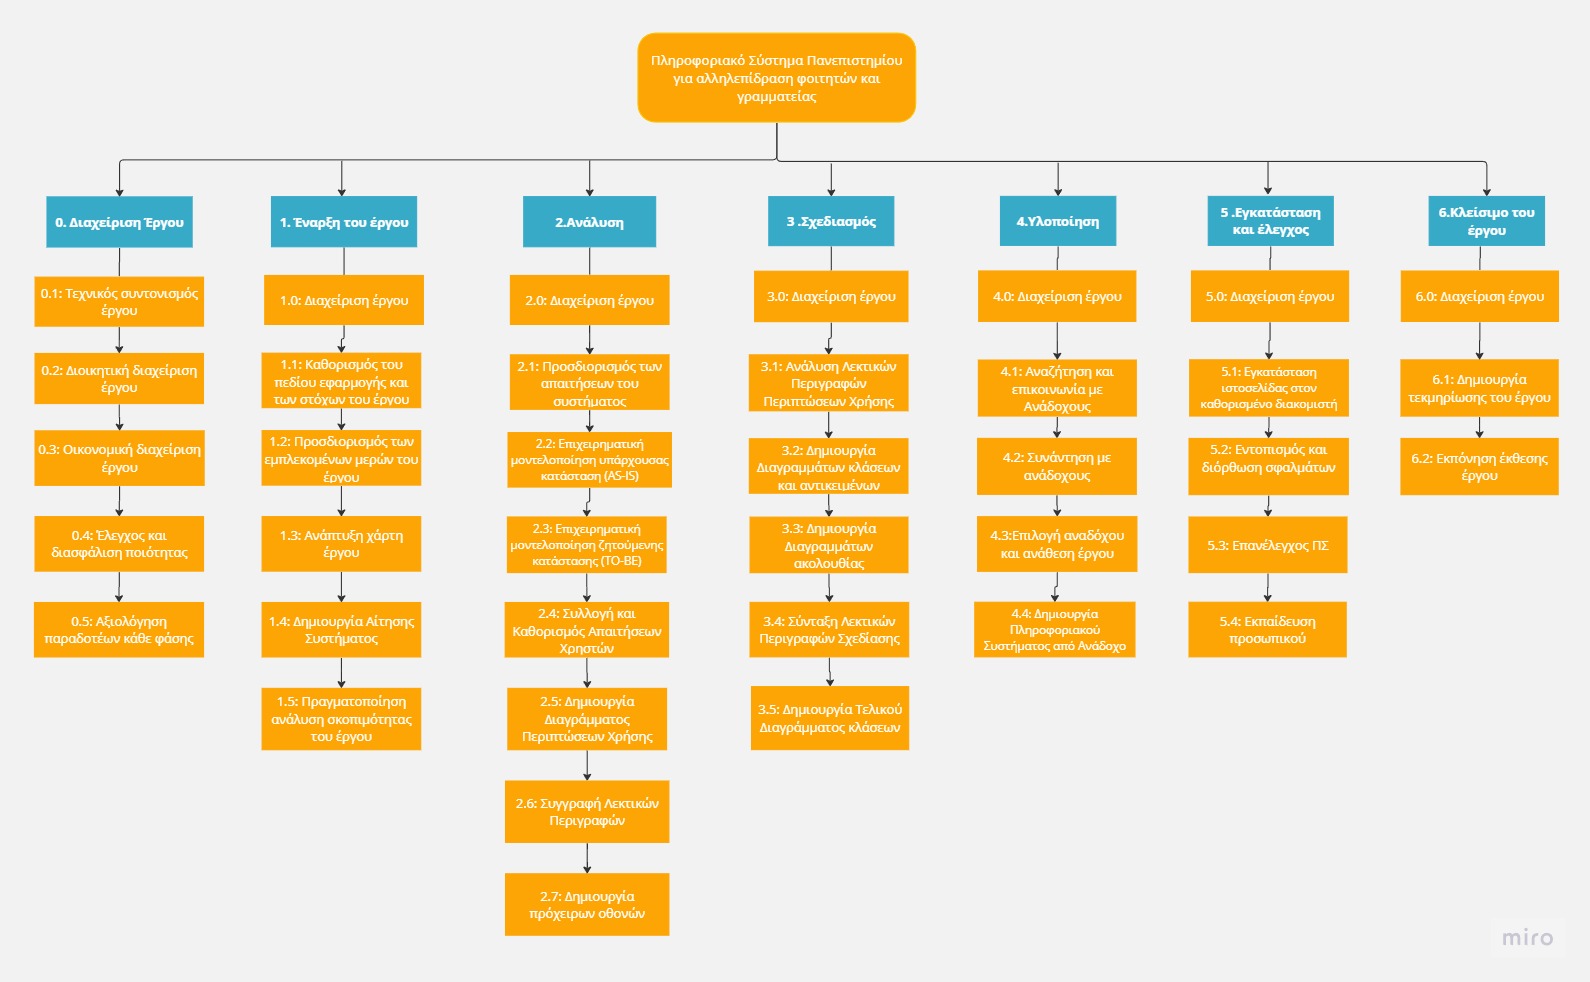 Πληροφοριακό Σύστημα Πανεπιστημίου
για αλληλεπίδραση φοιτητών και
γραμματείας
0. Διαχείριση Έργου
0.1: Τεχνικός συντονισμός
έργου
0.2: Διοικητική διαχείριση
έργου
0.3: Οικονομική διαχείριση
έργου
0.4: Έλεγχος και
διασφάλιση ποιότητας
0.5: Αξιολόγηση
παραδοτέων κάθε φάσης
1. Έναρξη του έργου
1.0: Διαχείριση έργου
1.1: Καθορισμός του
πεδίου εφαρμογής και
των στόχων του έργου
1.2: Προσδιορισμός των
εμπλεκομένων μερών του
έργου
1.3: Ανάπτυξη χάρτη
έργου
1.4: Δημιουργία Αίτησης
Συστήματος
1.5: Πραγματοποίηση
ανάλυση σκοπιμότητας
του έργου
2.Ανάλυση
2.0: Διαχείριση έργου
2.1: Προσδιορισμός των
απαιτήσεων του
συστήματος
2.2: Επιχειρηματική
μοντελοποίηση υπάρχουσας
κατάσταση (AS-IS)
2.3: Επιχειρηματική
μοντελοποίηση ζητούμενης
κατάστασης (TO-BE)
2.4: Συλλογή και
Καθορισμός Απαιτήσεων
Χρηστών
2.5: Δημιουργία
Διαγράμματος
Περιπτώσεων Χρήσης
2.6: Συγγραφή Λεκτικών
Περιγραφών
2.7: Δημιουργία
πρόχειρων οθονών
3 .Σχεδιασμός
3.0: Διαχείριση έργου
3.1: Ανάλυση Λεκτικών
Περιγραφών
Περιπτώσεων Χρήσης
3.2: Δημιουργία
Διαγραμμάτων κλάσεων
και αντικειμένων
3.3: Δημιουργία
Διαγραμμάτων
ακολουθίας
3.4: Σύνταξη Λεκτικών
Περιγραφών Σχεδίασης
3.5: Δημιουργία Τελικού
Διαγράμματος κλάσεων
4.Υλοποίηση
4.0: Διαχείριση έργου
4.1: Αναζήτηση και
επικοινωνία με
Ανάδοχους
4.2: Συνάντηση με
ανάδοχους
4.3:Επιλογή αναδόχου
και ανάθεση έργου
4.4: Δημιουργία
Πληροφοριακού
Συστήματος από Ανάδοχο
5 .Εγκατάσταση
και έλεγχος
5.0: Διαχείριση έργου
5.1: Εγκατάσταση
ιστοσελίδας στον
καθορισμένο διακομιστή
5.2: Εντοπισμός και
διόρθωση σφαλμάτων
5.3: Επανέλεγχος ΠΣ
5.4: Εκπαίδευση
προσωπικού
6.Κλείσιμο του
έργου
6.0: Διαχείριση έργου
6.1: Δημιουργία
τεκμηρίωσης του έργου
6.2: Εκπόνηση έκθεσης
έργου
miro